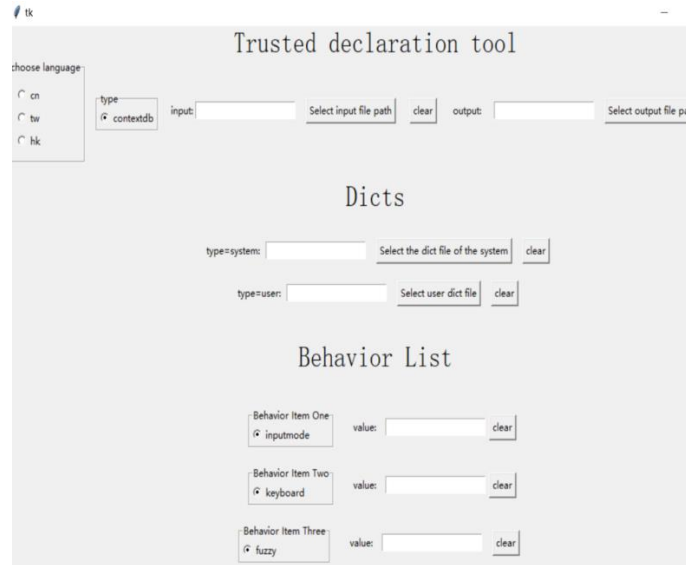 tk
Trusted declaration tool
choose language
cn
tw
hk
type
contextdb
input:
Select input file path
clear
output:
Select output file pa
Dicts
type=system:
Select the dict file of the system
clear
type=user:
Select user dict file
clear
Behavior List
Behavior Item One
inputmode
value:
clear
Behavior Item Two
keyboard
value:
clear
Behavior Item Three
fuzzy
value:
clear